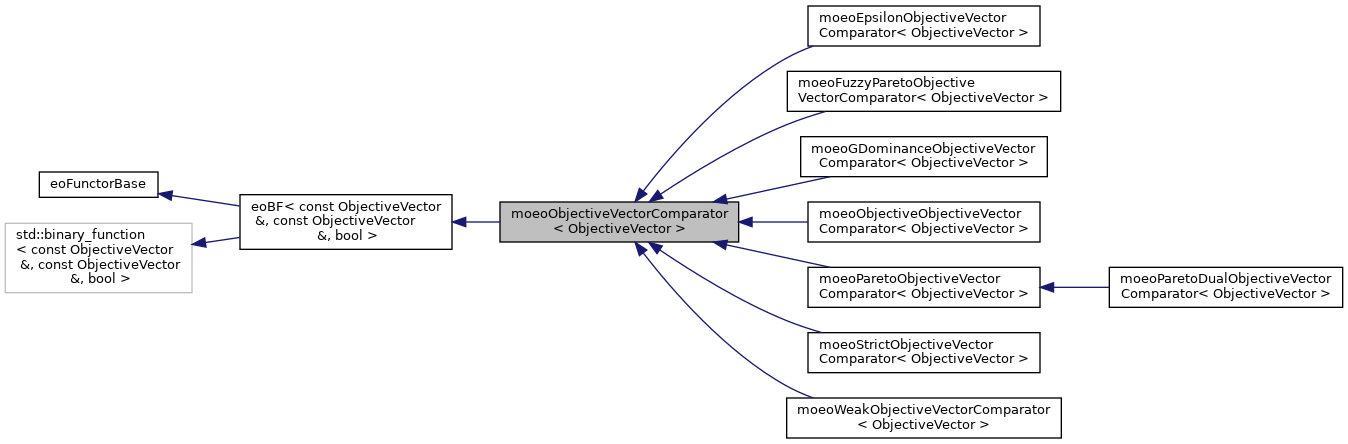 eoFunctorBase
std::binary_function
< const ObjectiveVector
&, const ObjectiveVector
&, bool >
eoBF< const ObjectiveVector
&, const ObjectiveVector
&, bool >
moeoObjectiveVectorComparator
< ObjectiveVector >
moeoEpsilonObjectiveVector
Comparator< ObjectiveVector >
moeoFuzzyParetoObjective
VectorComparator< ObjectiveVector >
moeoGDominanceObjectiveVector
Comparator< ObjectiveVector >
moeoObjectiveObjectiveVector
Comparator< ObjectiveVector >
moeoParetoObjectiveVector
Comparator< ObjectiveVector >
moeoParetoDualObjectiveVector
Comparator< ObjectiveVector >
moeoStrictObjectiveVector
Comparator< ObjectiveVector >
moeoWeakObjectiveVectorComparator
< ObjectiveVector >